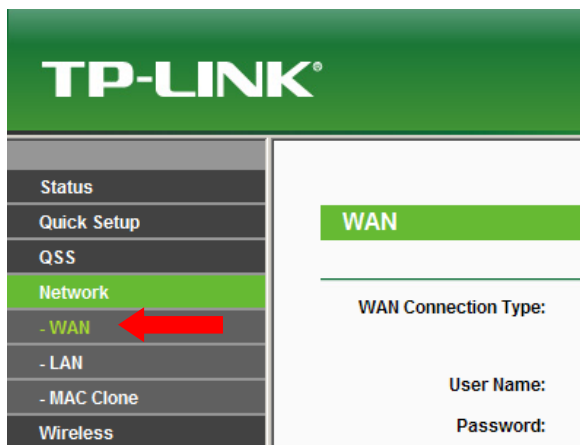 TP-LINK®
Status
Quick Setup
QSS
Network
- WAN
- LAN
- MAC Clone
Wireless
WAN
WAN Connection Type:
User Name:
Password: